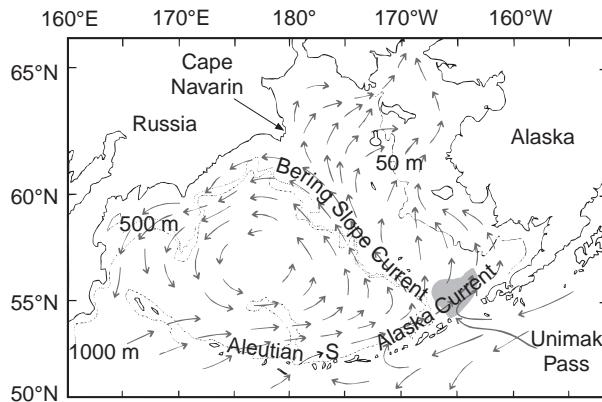 160°E 170°E 180° 170°W 160°W
65°N
60°N
55°N
50°N
Cape
Navarin
Russia
Alaska
50 m
Bering Slope Current
500 m
Alaska Current
1000 m
Aleutian S
Unimak
Pass